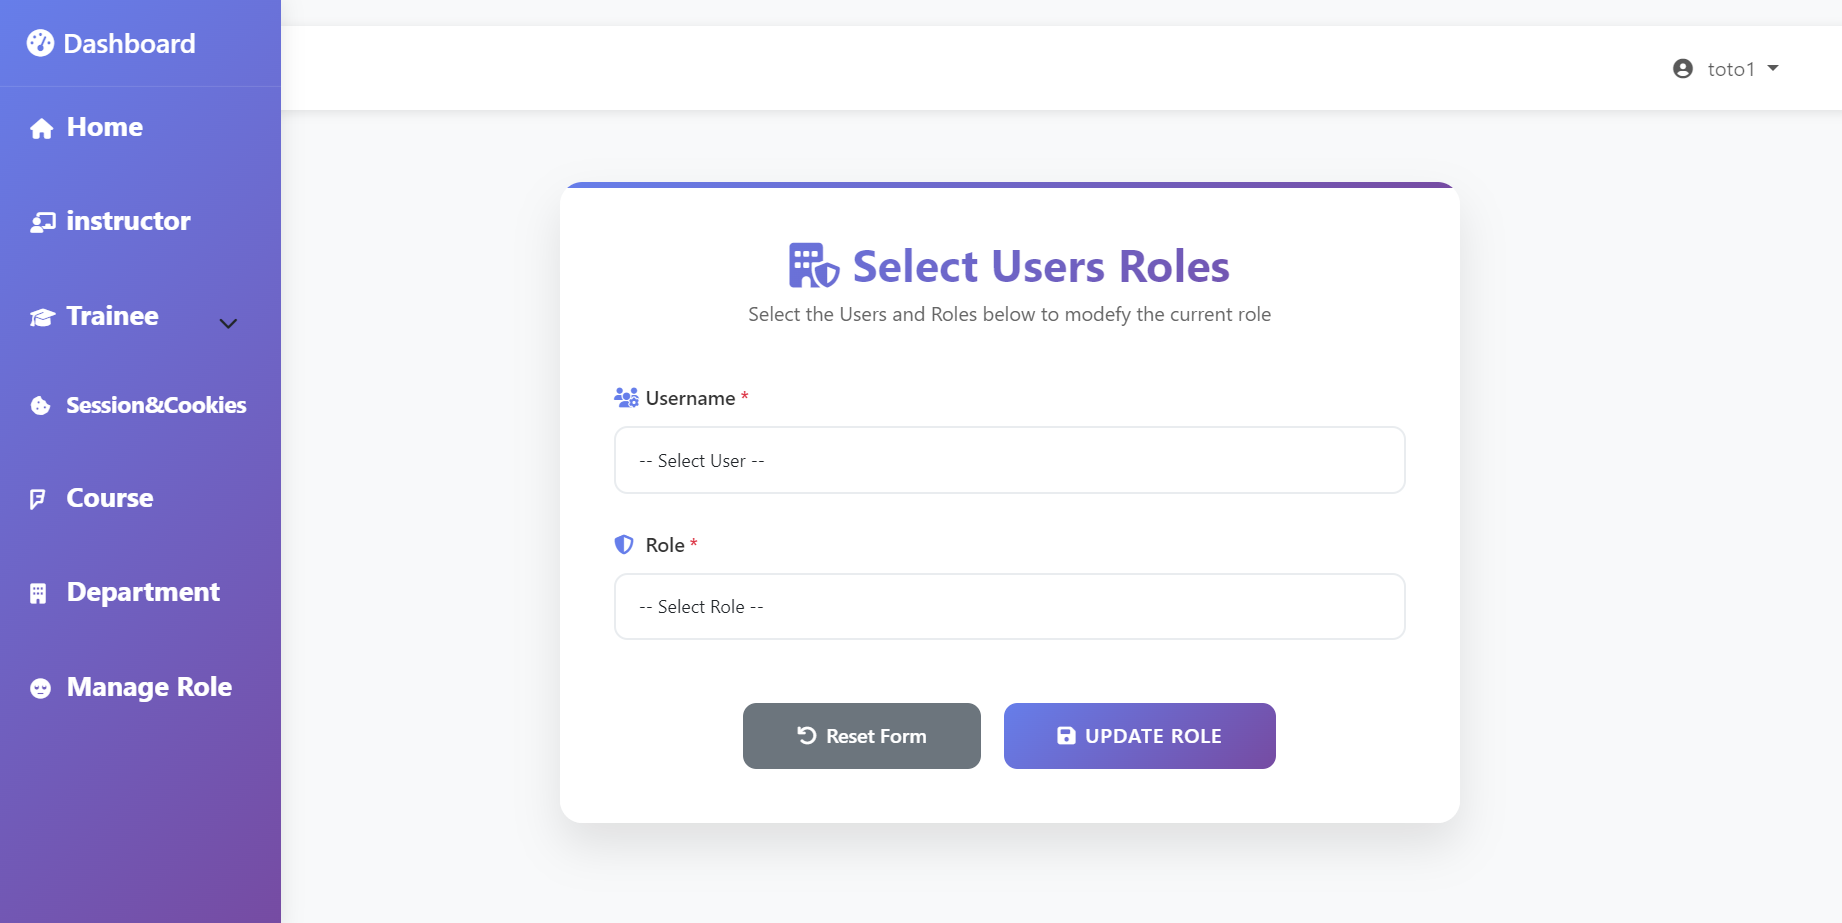 Dashboard
toto1
Home
instructor
Trainee
Session&Cookies
Course
Department
Manage Role
Select Users Roles
Select the Users and Roles below to modefy the current role
Username *
-- Select User --
Role *
-- Select Role --
Reset Form
UPDATE ROLE